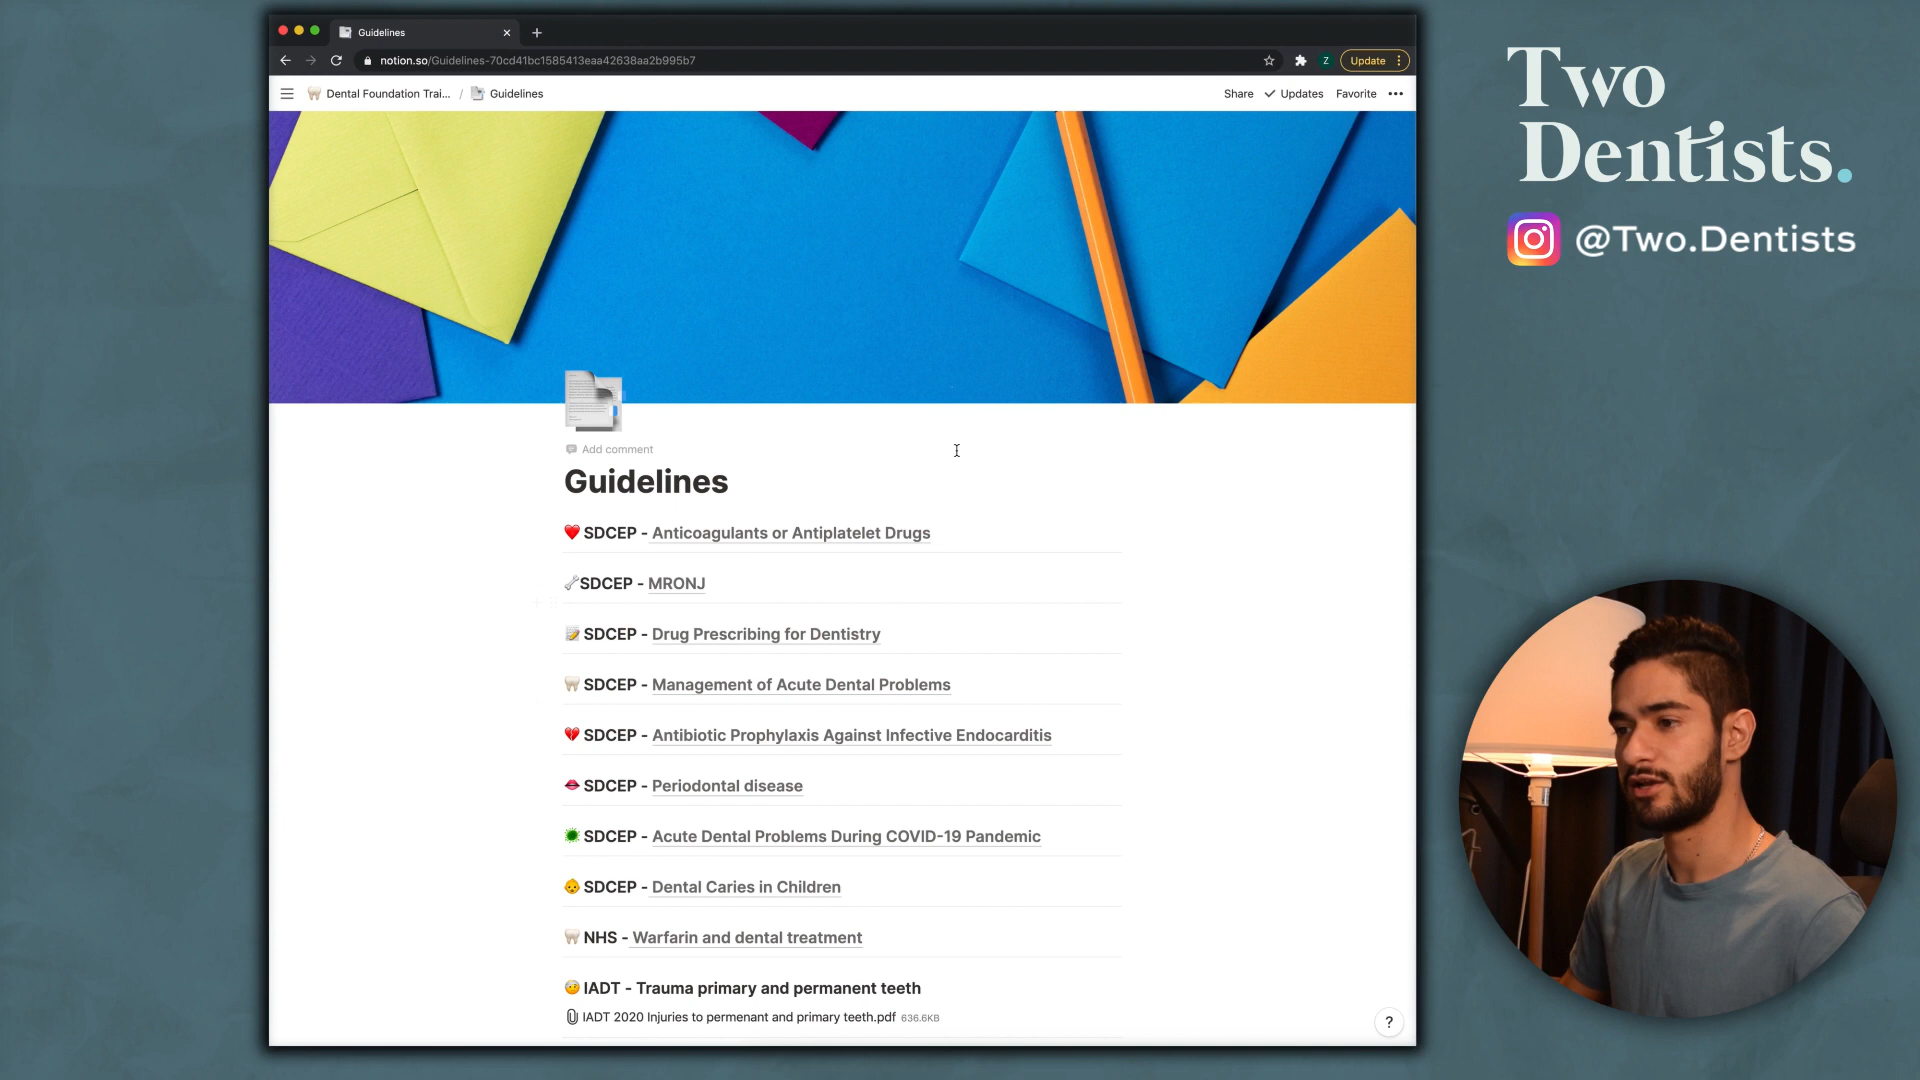 Guidelines
notion.so/Guidelines-70cd41bc1585413eaa42638aa2b995b7
Z
Update
Dental Foundation Trai... / Guidelines
Share
Updates
Favorite
Two
Dentists.
@Two.Dentists
Add comment
Guidelines
SDCEP - Anticoagulants or Antiplatelet Drugs
SDCEP - MRONJ
SDCEP - Drug Prescribing for Dentistry
SDCEP - Management of Acute Dental Problems
SDCEP - Antibiotic Prophylaxis Against Infective Endocarditis
SDCEP - Periodontal disease
SDCEP - Acute Dental Problems During COVID-19 Pandemic
SDCEP - Dental Caries in Children
NHS - Warfarin and dental treatment
IADT - Trauma primary and permanent teeth
IADT 2020 Injuries to permenant and primary teeth.pdf 636.6KB
?